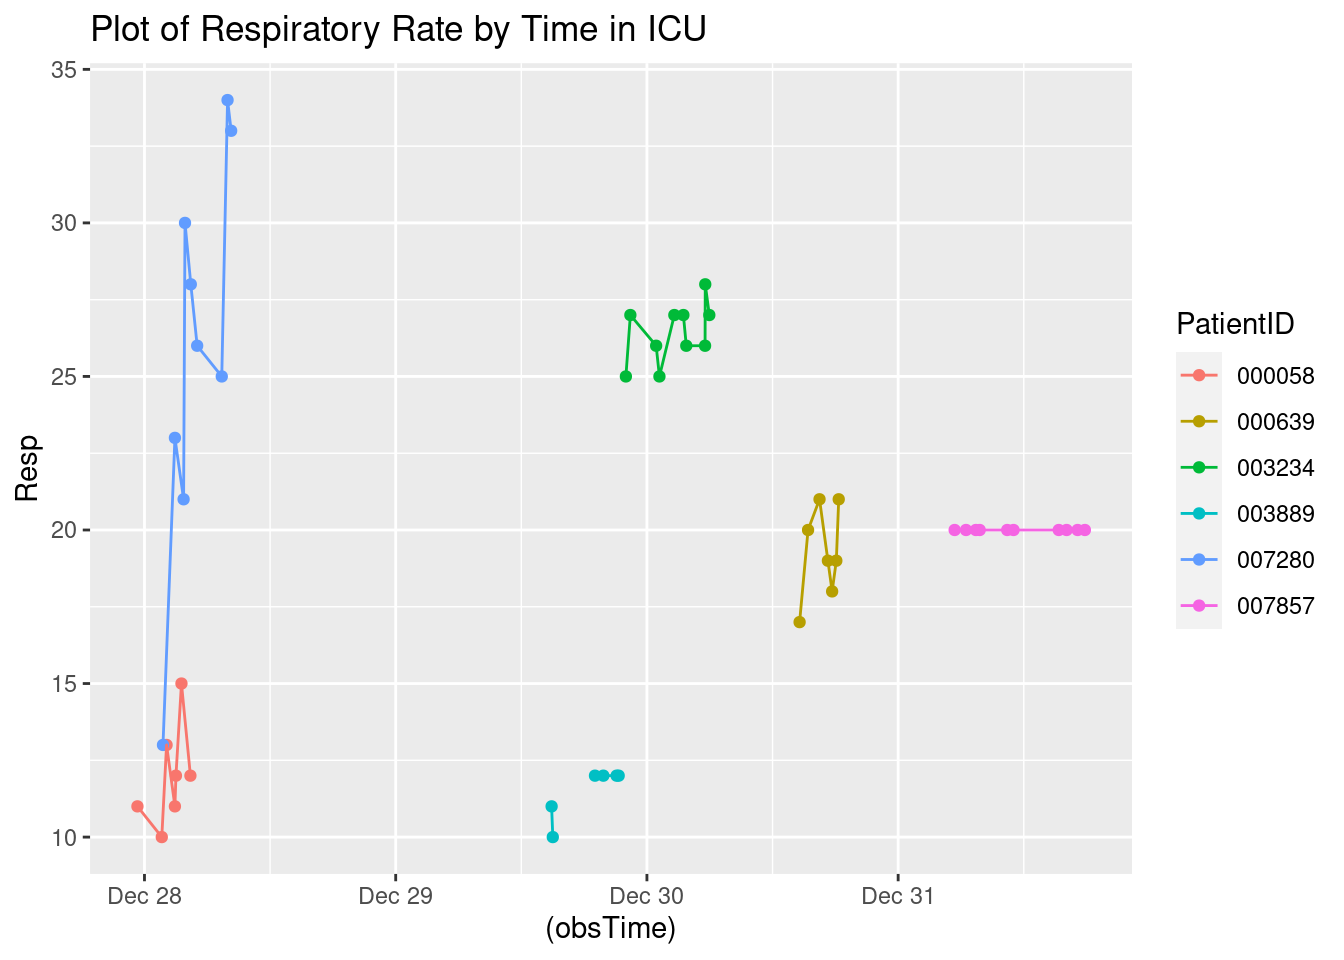 Plot of Respiratory Rate by Time in ICU
35
30
25
20
15
10
Resp
Dec 28
Dec 29
Dec 30
Dec 31
(obsTime)
PatientID
000058
000639
003234
003889
007280
007857